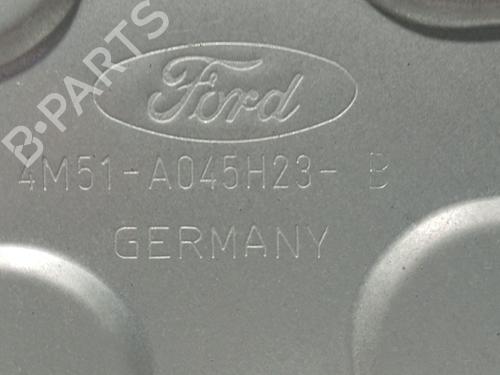 B-PARTS
Ford
4M51-A045H23- B
GERMANY